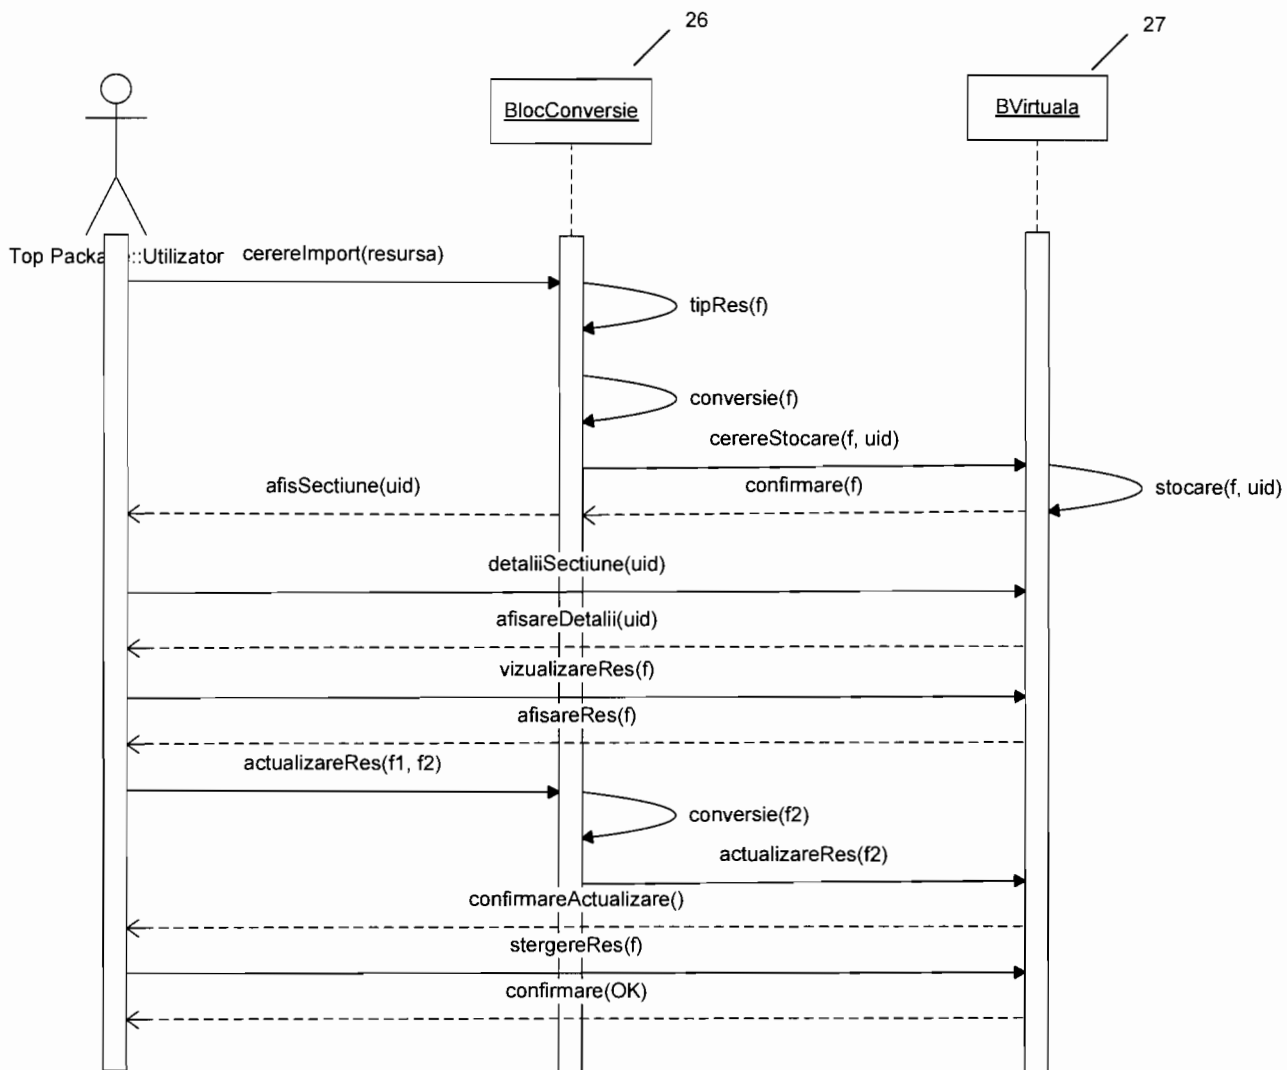 26
27
BlocConversie
BVirtuala
Top Packa ::Utilizator
cerereImport(resursa)
tipRes(f)
conversie(f)
cerereStocare(f, uid)
afisSectiune(uid)
confirmare(f)
stocare(f, uid)
detaliiSectiune(uid)
afisareDetalii(uid)
vizualizareRes(f)
afisareRes(f)
actualizareRes(f1, f2)
conversie(f2)
actualizareRes(f2)
confirmareActualizare()
stergereRes(f)
confirmare(OK)